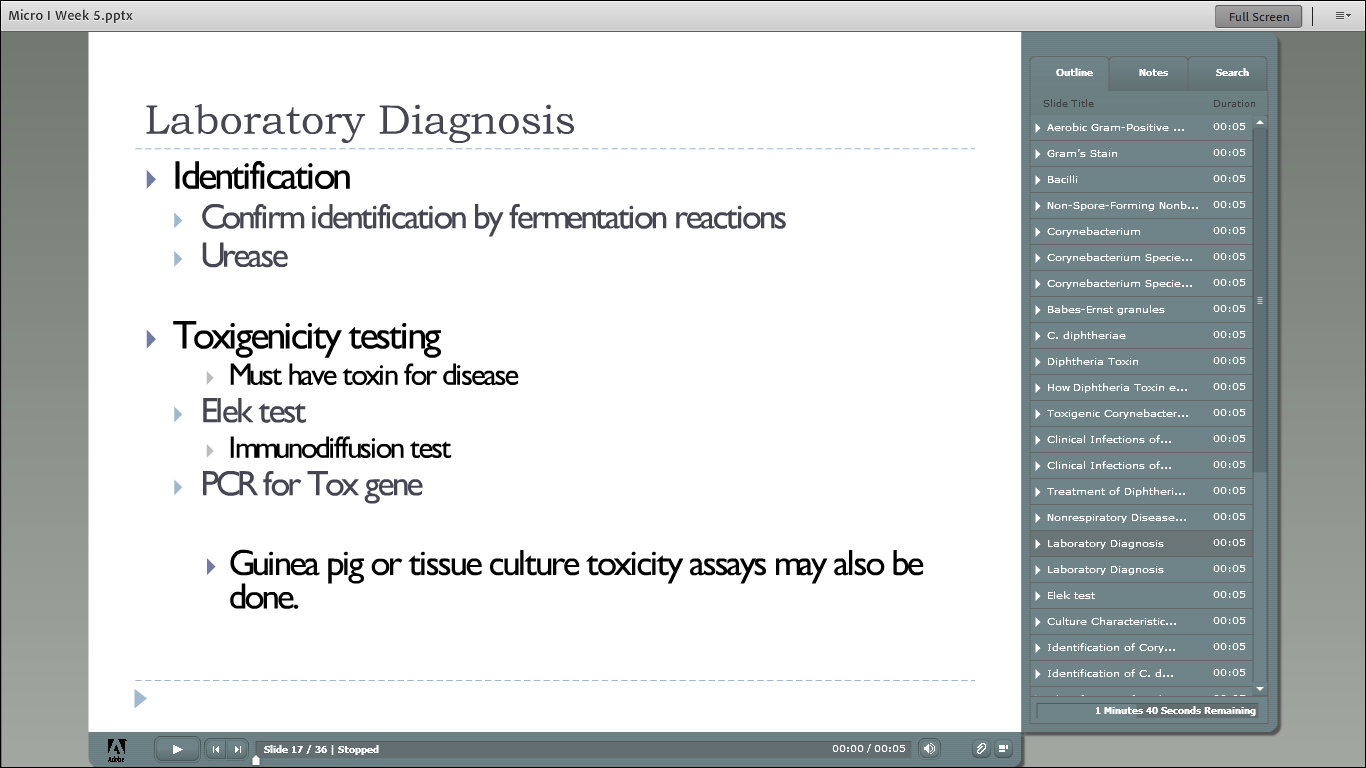 Micro I Week 5.pptx
Full Screen
Laboratory Diagnosis
Identification
Confirm identification by fermentation reactions
Urease
Toxigenicity testing
Must have toxin for disease
Elek test
Immunodiffusion test
PCR for Tox gene
Guinea pig or tissue culture toxicity assays may also be
done.
Outline Notes Search
Slide Title Duration
Aerobic Gram-Positive ... 00:05
Gram's Stain 00:05
Bacilli 00:05
Non-Spore-Forming Nonb... 00:05
Corynebacterium 00:05
Corynebacterium Specie... 00:05
Corynebacterium Specie... 00:05
Babes-Ernst granules 00:05
C. diphtheriae 00:05
Diphtheria Toxin 00:05
How Diphtheria Toxin e... 00:05
Toxigenic Corynebacter... 00:05
Clinical Infections of... 00:05
Clinical Infections of... 00:05
Treatment of Diphtheri... 00:05
Nonrespiratory Disease... 00:05
Laboratory Diagnosis 00:05
Laboratory Diagnosis 00:05
Elek test 00:05
Culture Characteristic... 00:05
Identification of Cory... 00:05
Identification of C. d... 00:05
1 Minutes 40 Seconds Remaining
Adobe
Slide 17 / 36 | Stopped 00:00 / 00:05